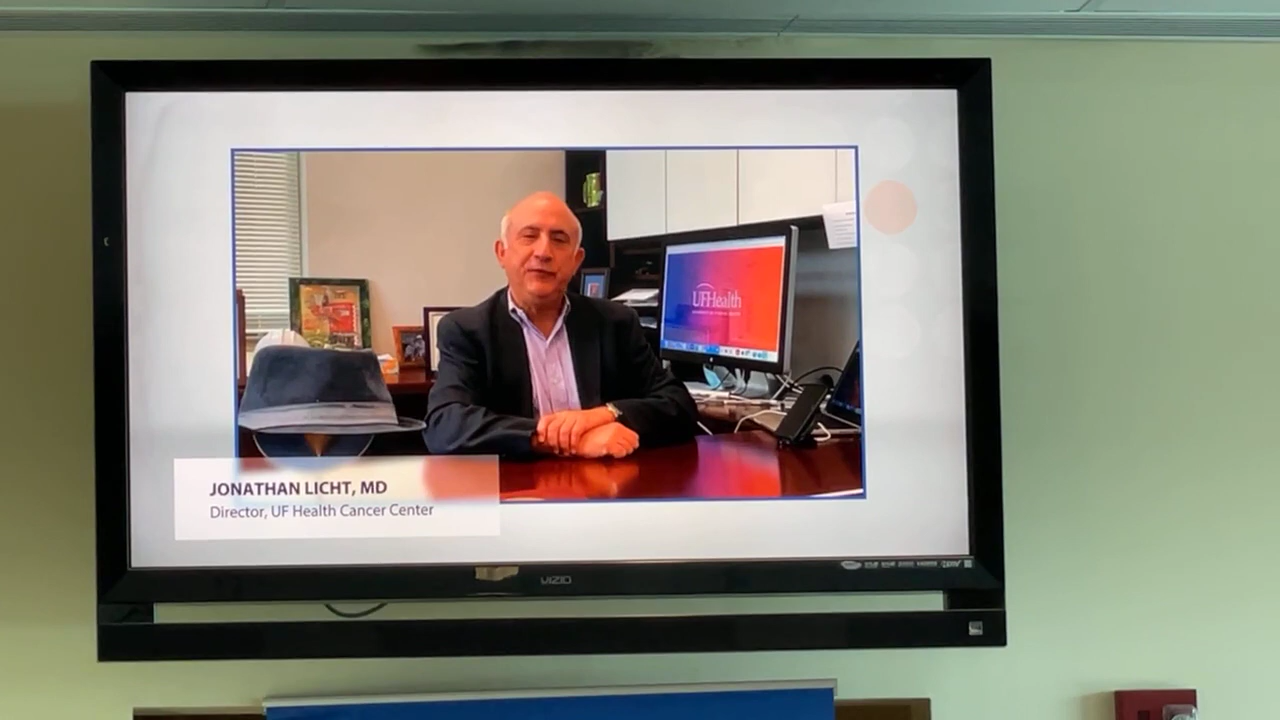 UFHealth
JONATHAN LICHT, MD
Director, UF Health Cancer Center
VIZIO